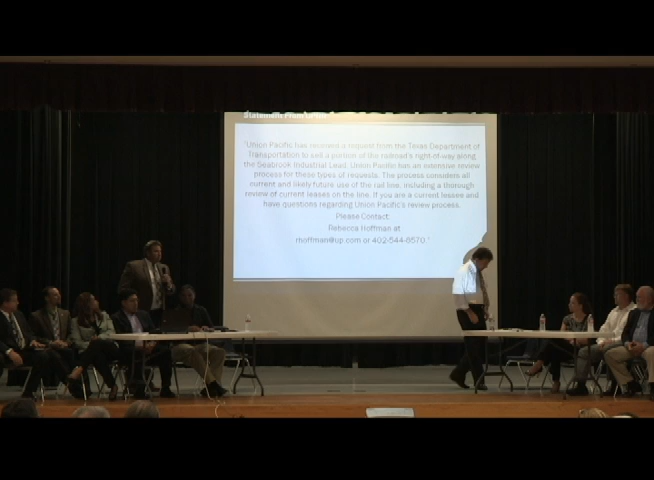 Statement From UPRR
"Union Pacific has received a request from the Texas Department of
Transportation to sell a portion of the railroad's right-of-way along
the Seabrook Industrial Lead. Union Pacific has an extensive review
process for these types of requests. The process considers all
current and likely future use of the rail line, including a thorough
review of current leases on the line. If you are a current lessee and
have questions regarding Union Pacific's review process,
Please Contact:
Rebecca Hoffman at
rhoffman@up.com or 402-544-8570."